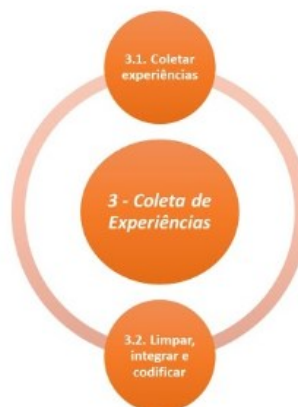 3.1. Coletar
experiências
3 - Coleta de
Experiências
3.2. Limpar,
integrar e
codificar